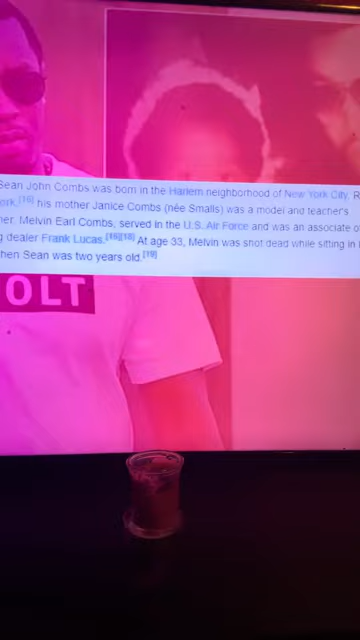 Sean John Combs was born in the Harlem neighborhood of New York City.
ork,[16] his mother Janice Combs (née Smalls) was a model and teacher's
her. Melvin Earl Combs, served in the U.S. Air Force and was an associate o
g dealer Frank Lucas.[18] At age 33, Melvin was shot dead while sitting in
hen Sean was two years old.[19]
OLT